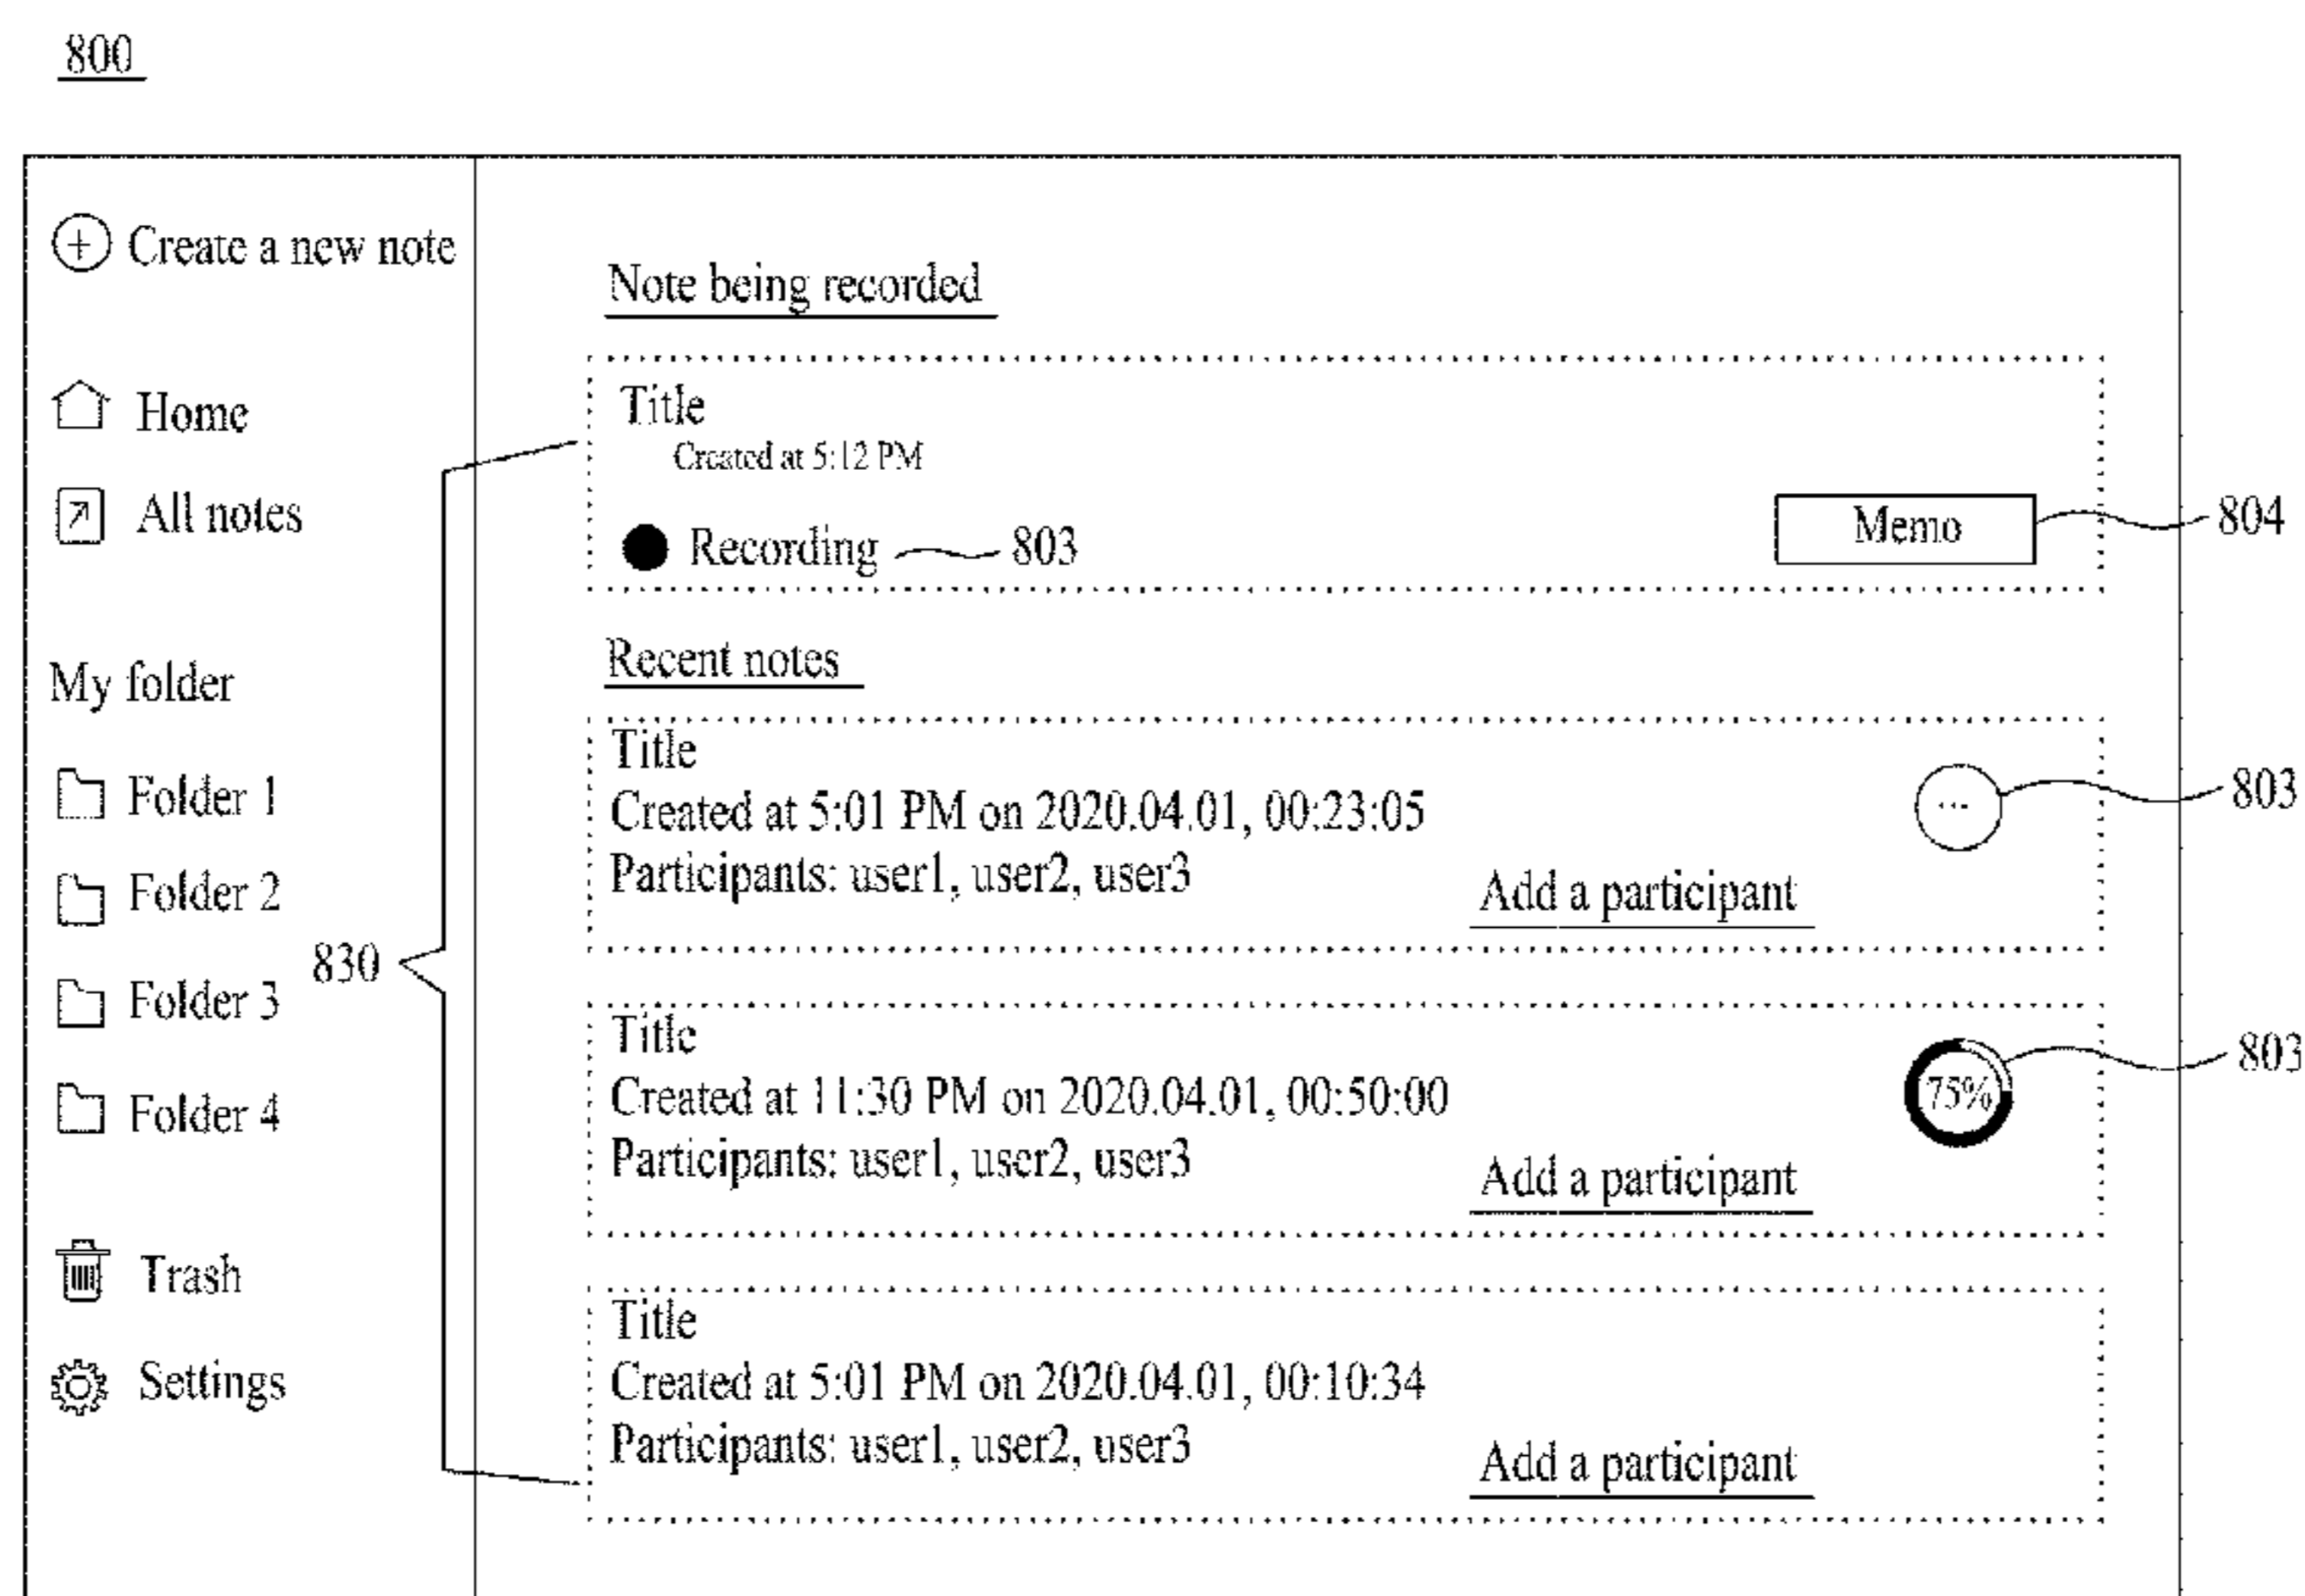 800
Create a new note
Home
All notes
My folder
Folder 1
Folder 2
Folder 3
Folder 4
Trash
Settings
830
Note being recorded
Title
Created at 5:12 PM
Recording 803
Memo 804
Recent notes
Title
Created at 5:01 PM on 2020.04.01, 00:23:05
Participants: user1, user2, user3
Add a participant
... 803
Title
Created at 11:30 PM on 2020.04.01, 00:50:00
Participants: user1, user2, user3
Add a participant
75% 803
Title
Created at 5:01 PM on 2020.04.01, 00:10:34
Participants: user1, user2, user3
Add a participant